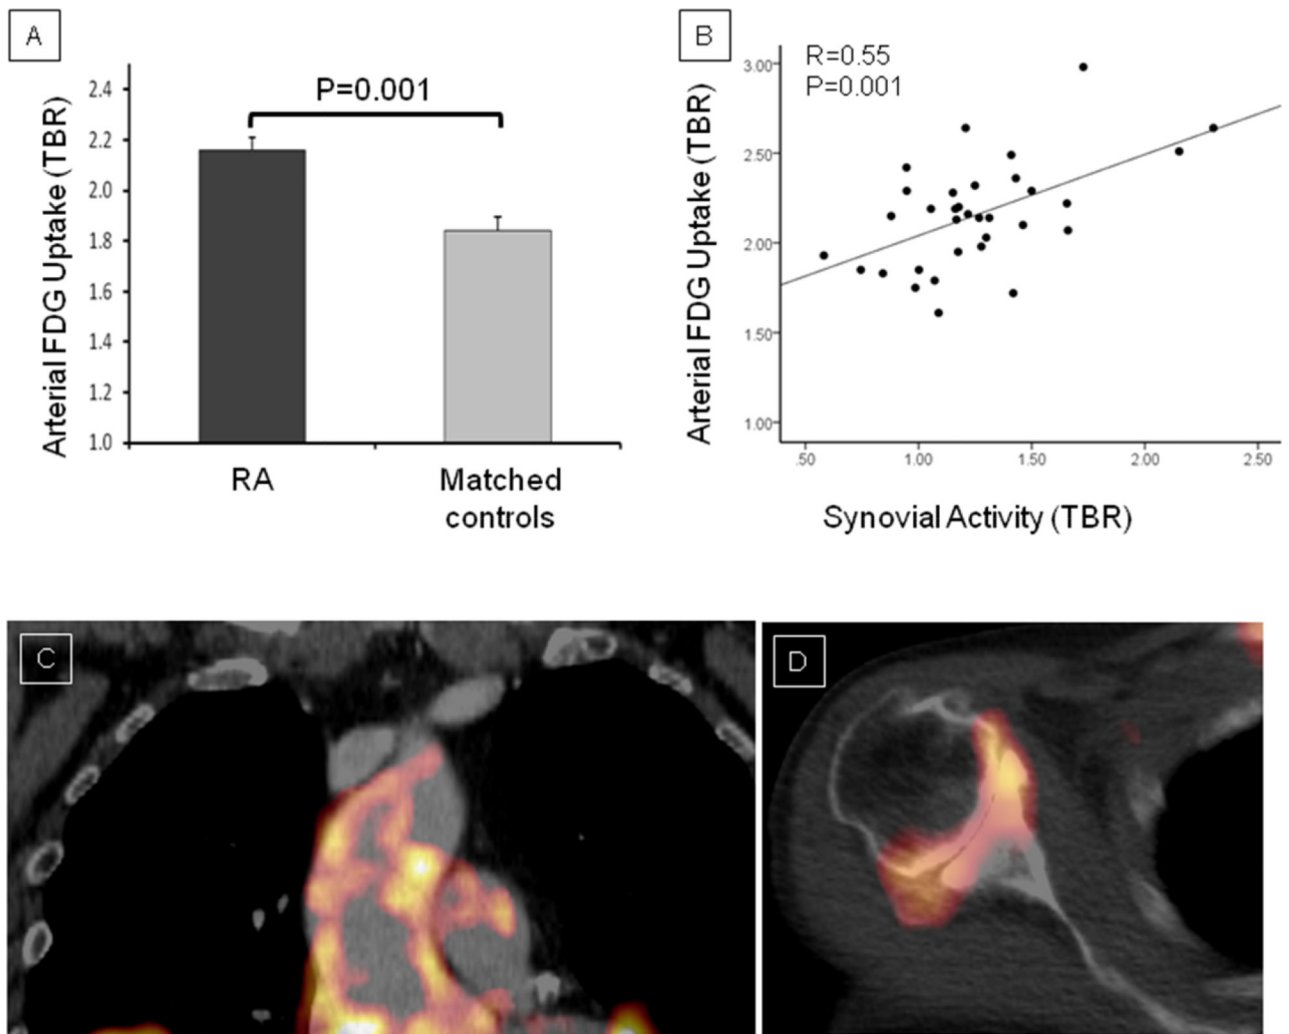 A
Arterial FDG Uptake (TBR)
2.4
2.2
2.0
1.8
1.6
1.4
1.2
1.0
P=0.001
RA
Matched
controls
B
R=0.55
P=0.001
Arterial FDG Uptake (TBR)
3.00
2.50
2.00
1.50
1.00
.50 1.00 1.50 2.00 2.50
Synovial Activity (TBR)
C
D